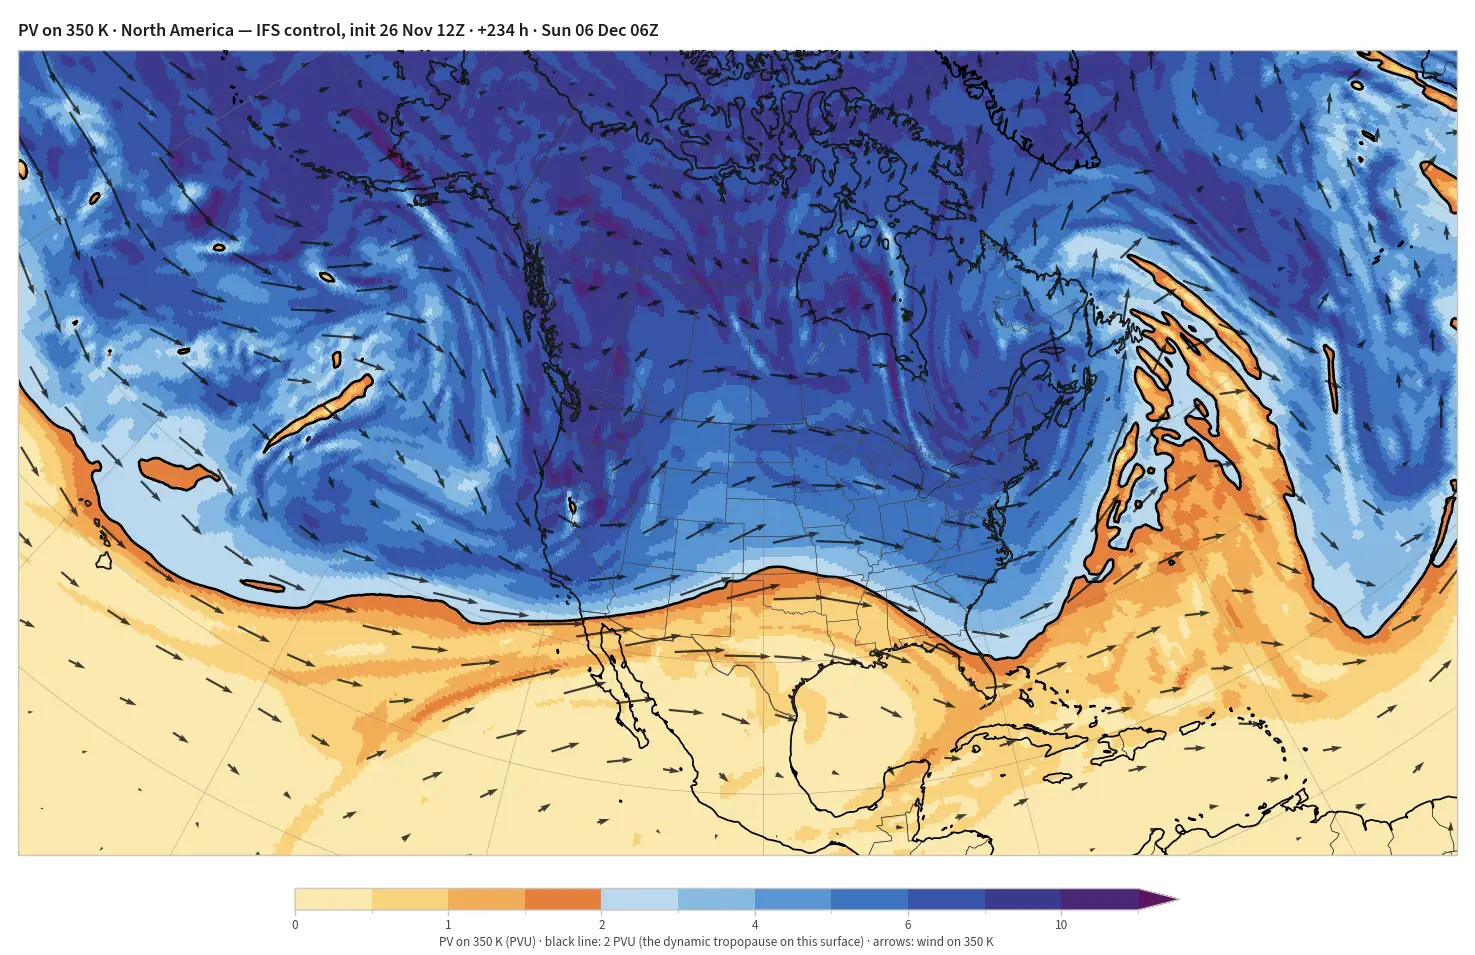 PV on 350 K · North America — IFS control, init 26 Nov 12Z · +234 h · Sun 06 Dec 06Z
0 1 2 4 6 10
PV on 350 K (PVU) · black line: 2 PVU (the dynamic tropopause on this surface) · arrows: wind on 350 K